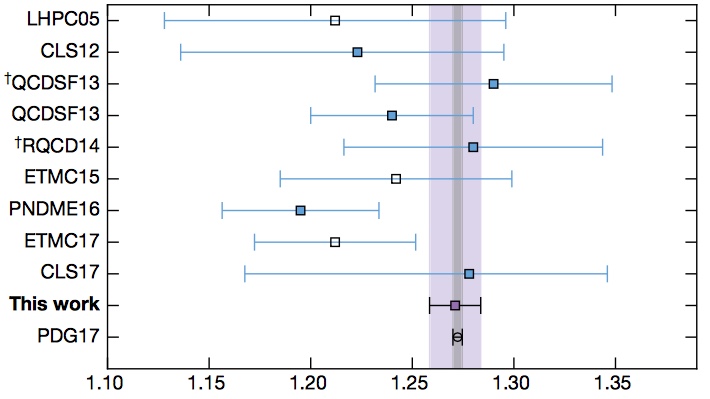 LHPC05
CLS12
†QCDSF13
QCDSF13
†RQCD14
ETMC15
PNDME16
ETMC17
CLS17
This work
PDG17
1.10 1.15 1.20 1.25 1.30 1.35